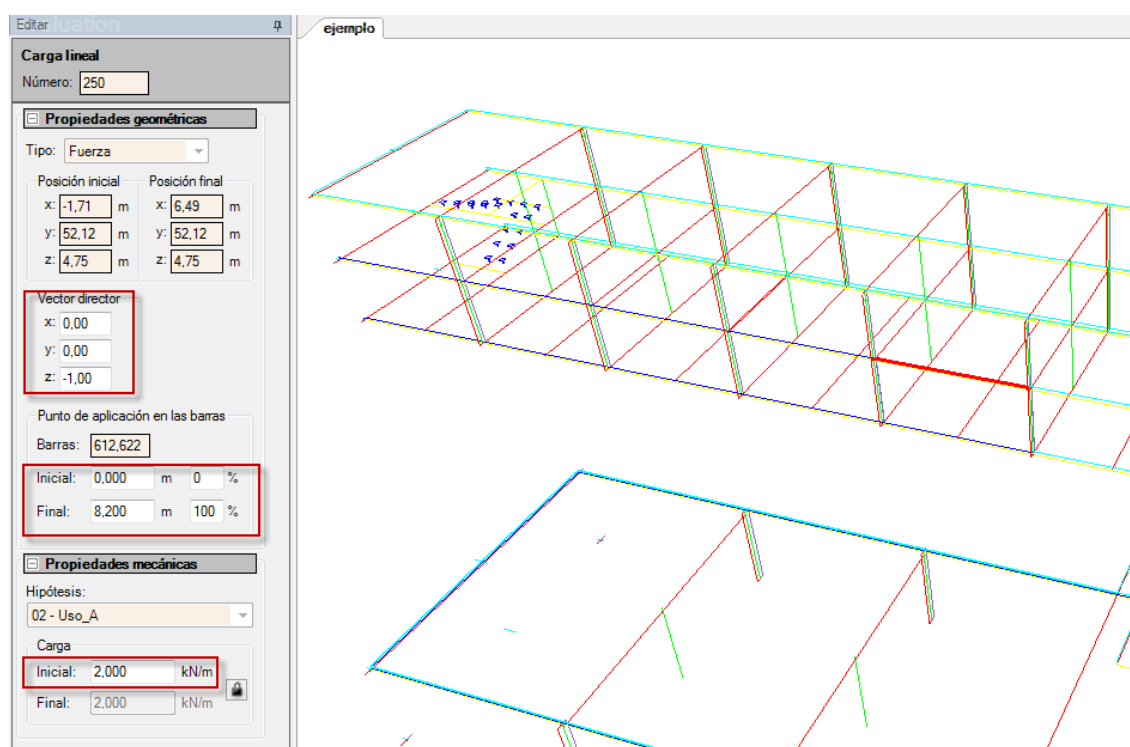 Editar
luation
ejemplo
Carga lineal
Número: 250
Propiedades geométricas
Tipo: Fuerza
Posición inicial Posición final
x: -1,71 m x: 6,49 m
y: 52,12 m y: 52,12 m
z: 4,75 m z: 4,75 m
Vector director
x: 0,00
y: 0,00
z: -1,00
Punto de aplicación en las barras
Barras: 612,622
Inicial: 0,000 m 0 %
Final: 8,200 m 100 %
Propiedades mecánicas
Hipótesis:
02 - Uso_A
Carga
Inicial: 2,000 kN/m
Final: 2,000 kN/m